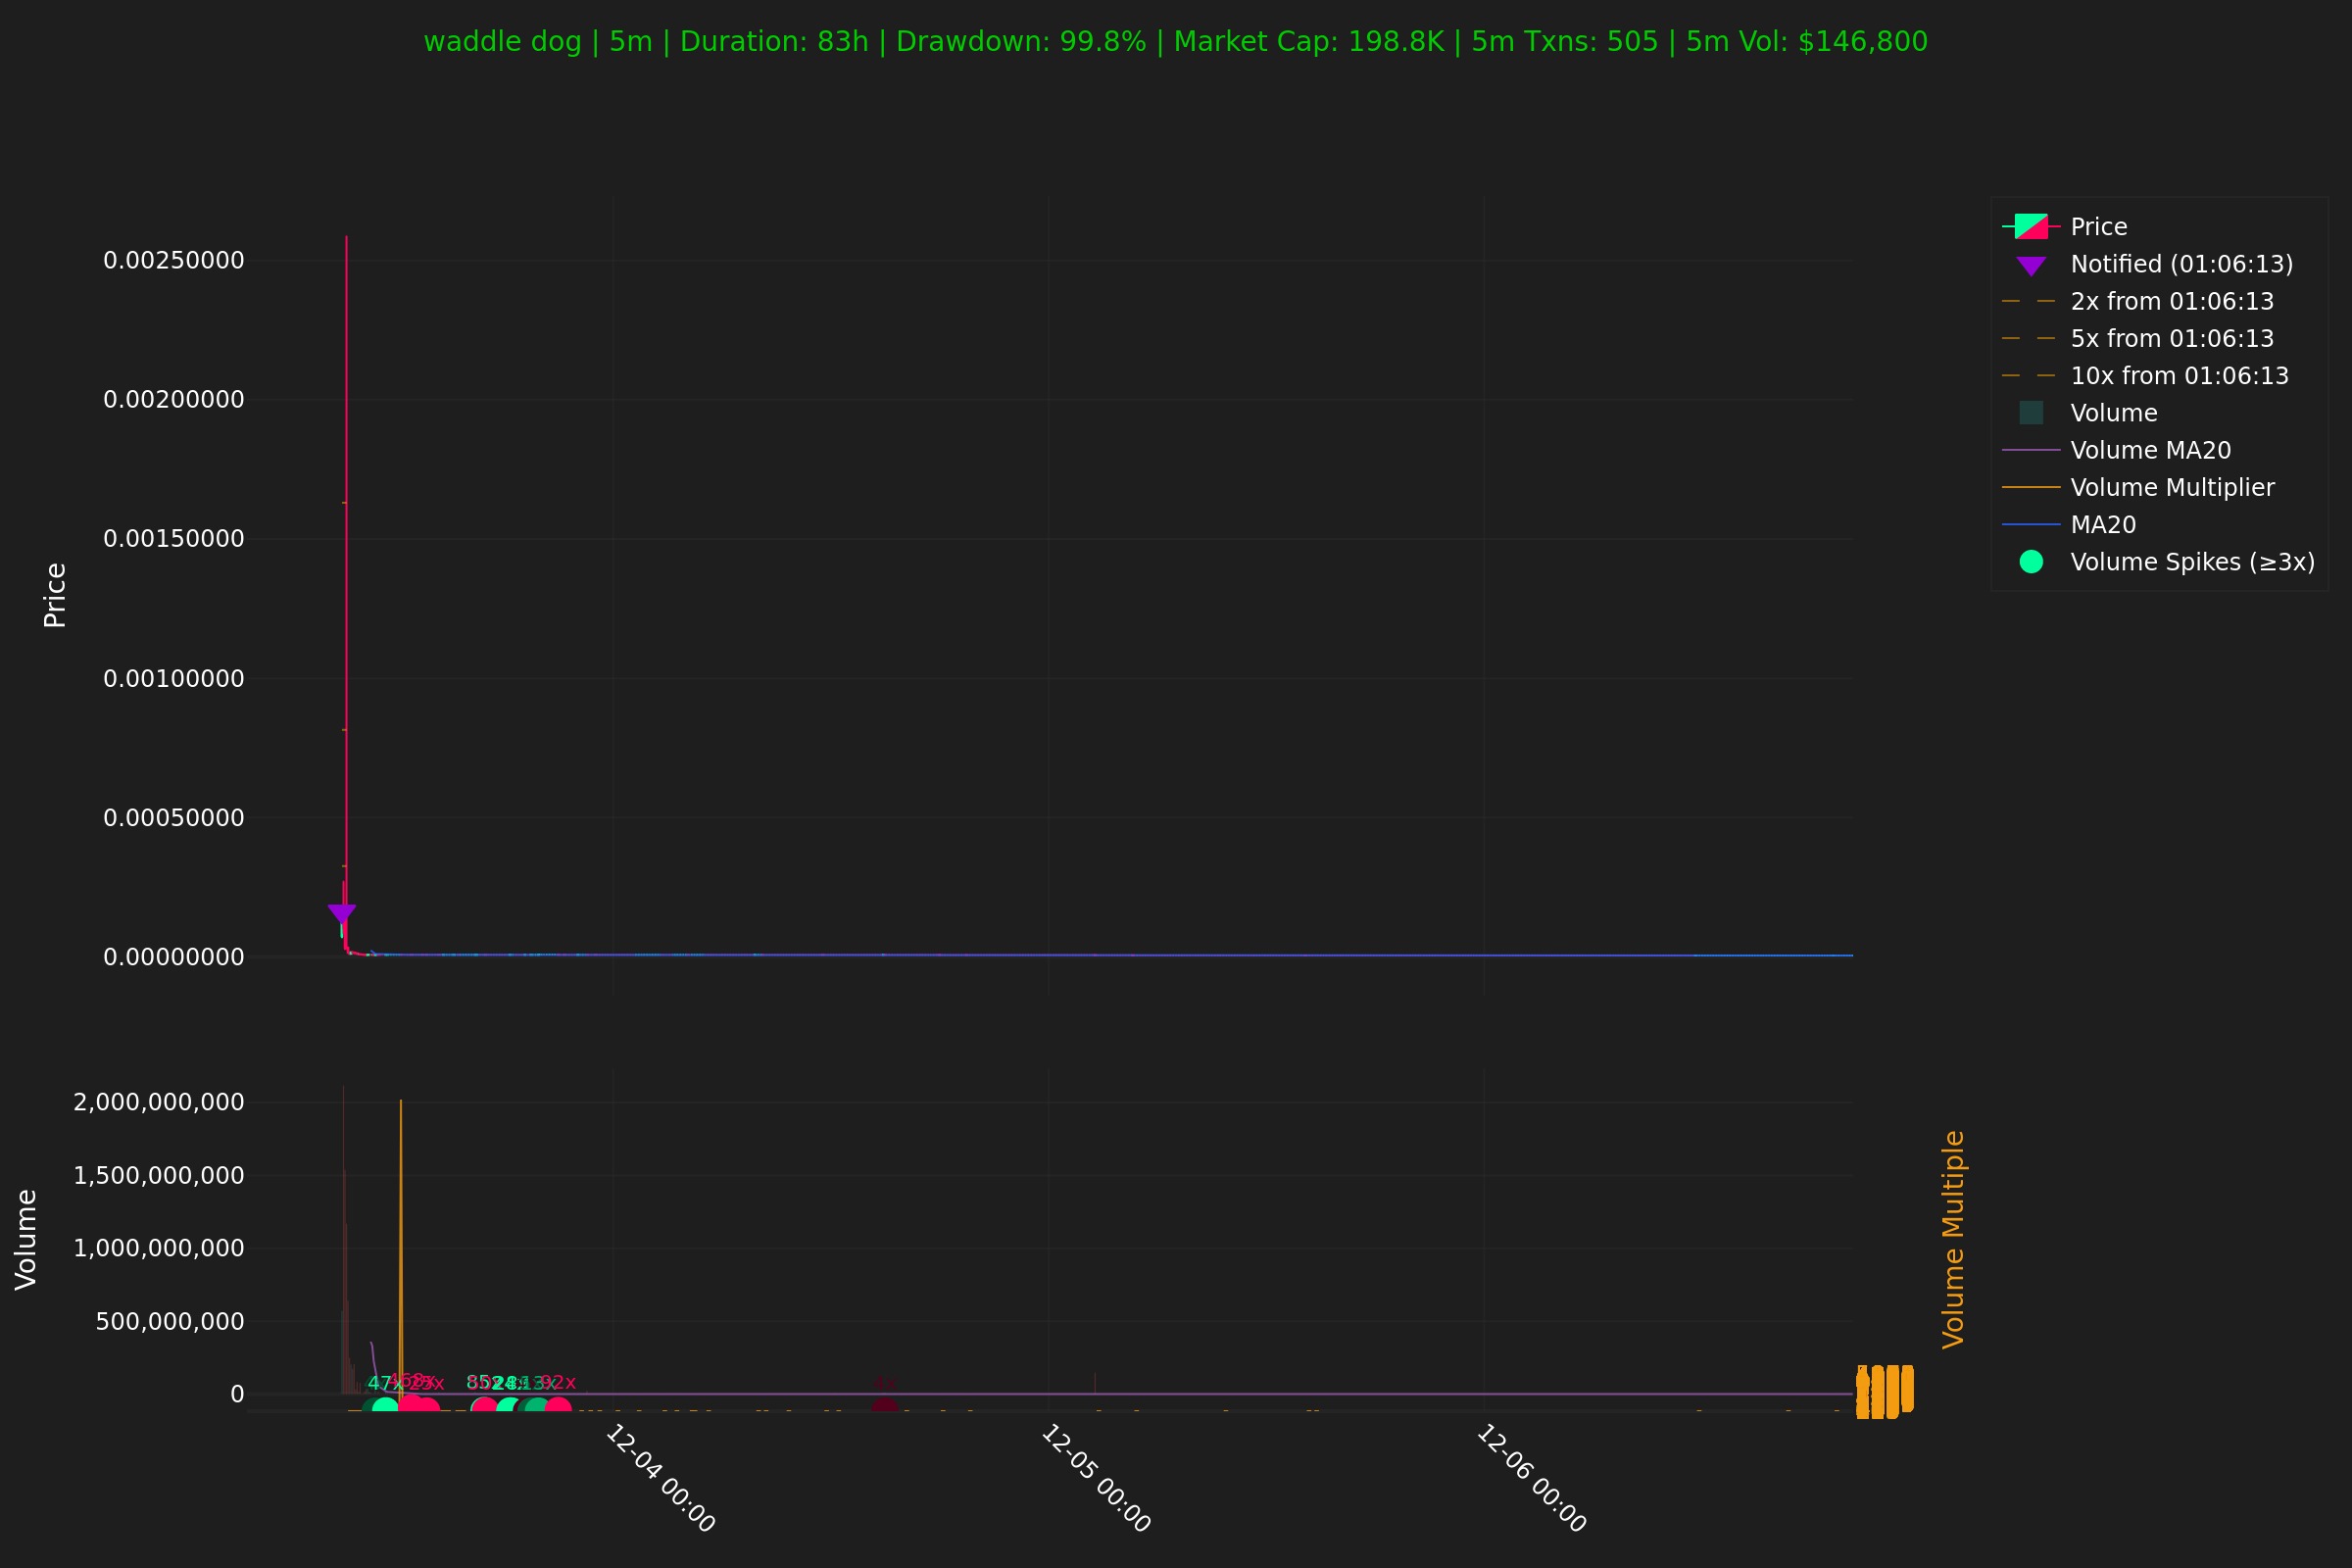 waddle dog | 5m | Duration: 83h | Drawdown: 99.8% | Market Cap: 198.8K | 5m Txns: 505 | 5m Vol: $146,800
Price
0.00250000
0.00200000
0.00150000
0.00100000
0.00050000
0.00000000
Price
Notified (01:06:13)
2x from 01:06:13
5x from 01:06:13
10x from 01:06:13
Volume
Volume MA20
Volume Multiplier
MA20
Volume Spikes (≥3x)
Volume
2,000,000,000
1,500,000,000
1,000,000,000
500,000,000
0
47x
468x
25x
13x
92x
Volume Multiple
12-04 00:00
12-05 00:00
12-06 00:00